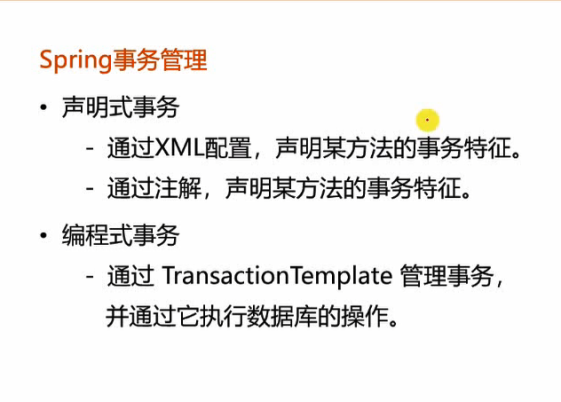 Spring事务管理
• 声明式事务
- 通过XML配置，声明某方法的事务特征。
- 通过注解，声明某方法的事务特征。
• 编程式事务
- 通过 TransactionTemplate 管理事务，
并通过它执行数据库的操作。